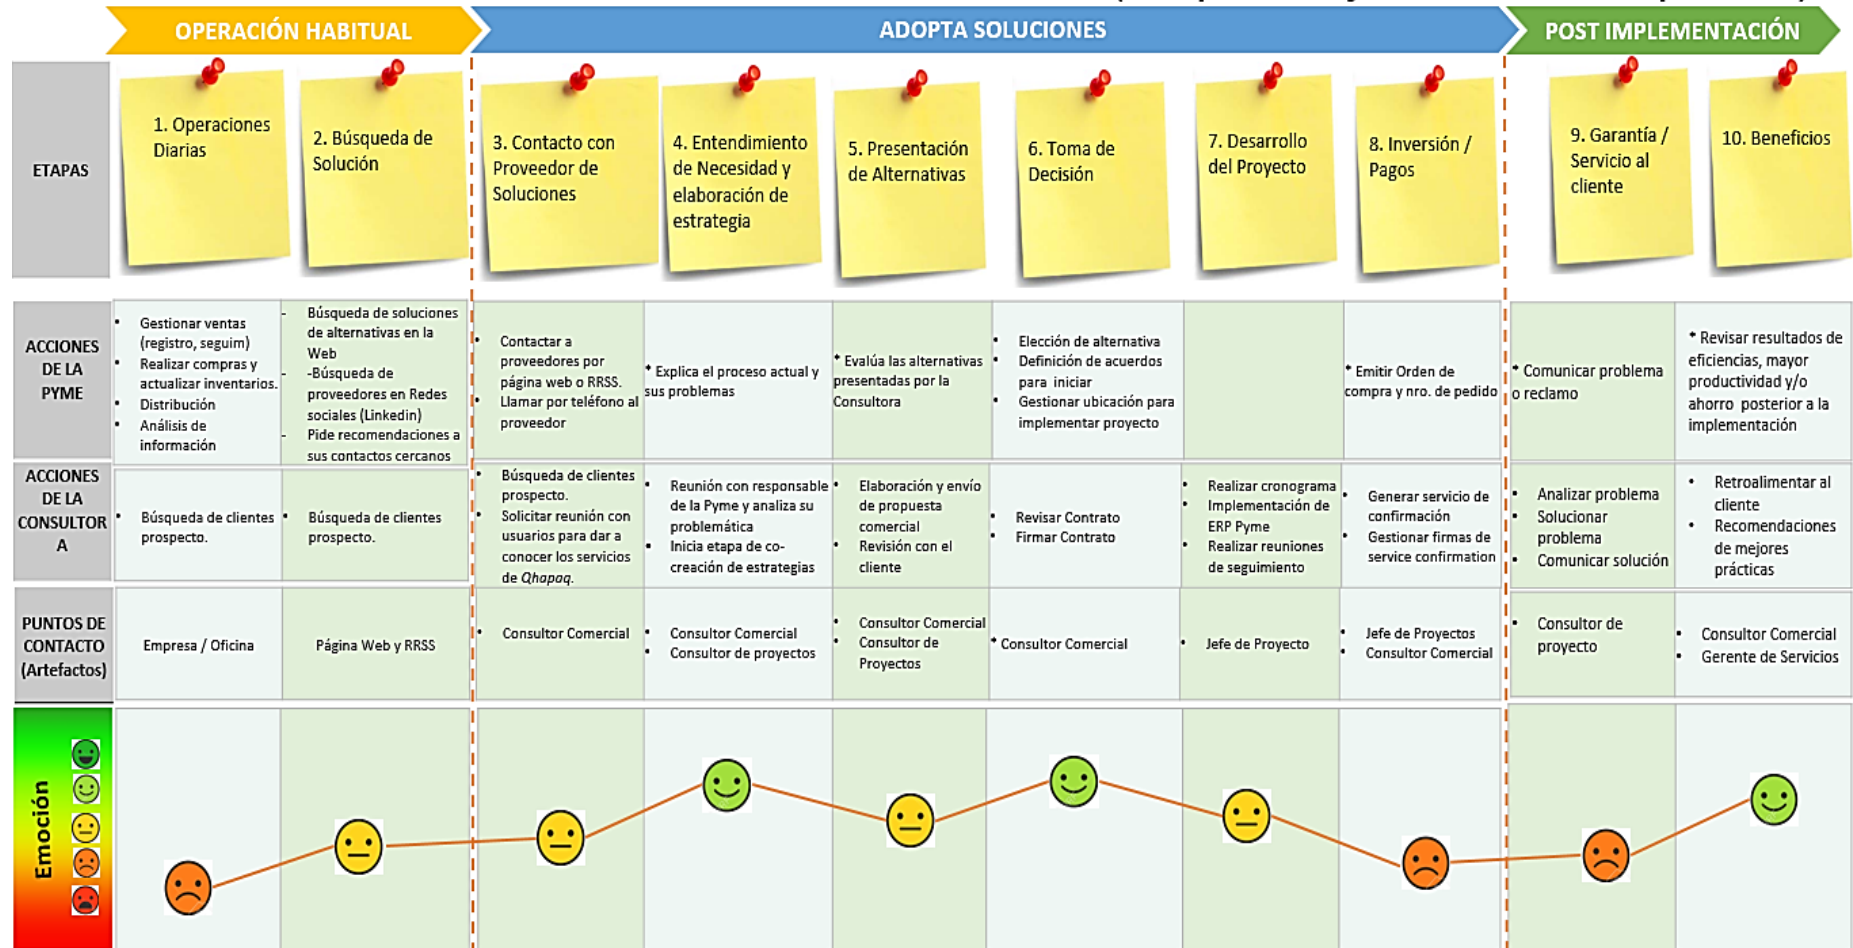 OPERACIÓN HABITUAL
ADOPTA SOLUCIONES
POST IMPLEMENTACIÓN
ETAPAS
1. Operaciones
Diarias
2. Búsqueda de
Solución
3. Contacto con
Proveedor de
Soluciones
4. Entendimiento
de Necesidad y
elaboración de
estrategia
5. Presentación
de Alternativas
6. Toma de
Decisión
7. Desarrollo
del Proyecto
8. Inversión /
Pagos
9. Garantía /
Servicio al
cliente
10. Beneficios
ACCIONES
DE LA
PYME
• Gestionar ventas
(registro, seguim)
• Realizar compras y
actualizar inventarios.
• Distribución
• Análisis de
información
- Búsqueda de soluciones
de alternativas en la
Web
- -Búsqueda de
proveedores en Redes
sociales (Linkedin)
- Pide recomendaciones a
sus contactos cercanos
• Contactar a
proveedores por
página web o RRSS.
• Llamar por teléfono al
proveedor
* Explica el proceso actual y
sus problemas
* Evalúa las alternativas
presentadas por la
Consultora
• Elección de alternativa
• Definición de acuerdos
para iniciar
• Gestionar ubicación para
implementar proyecto
* Emitir Orden de
compra y nro. de pedido
* Comunicar problema
o reclamo
* Revisar resultados de
eficiencias, mayor
productividad y/o
ahorro posterior a la
implementación
ACCIONES
DE LA
CONSULTOR
A
• Búsqueda de clientes
prospecto.
• Búsqueda de clientes
prospecto.
• Búsqueda de clientes
prospecto.
• Solicitar reunión con
usuarios para dar a
conocer los servicios
de Qhapaq.
• Reunión con responsable
de la Pyme y analiza su
problemática
• Inicia etapa de co-
creación de estrategias
• Elaboración y envío
de propuesta
comercial
• Revisión con el
cliente
• Revisar Contrato
• Firmar Contrato
• Realizar cronograma
• Implementación de
ERP Pyme
• Realizar reuniones
de seguimiento
• Generar servicio de
confirmación
• Gestionar firmas de
service confirmation
• Analizar problema
• Solucionar
problema
• Comunicar solución
• Retroalimentar al
cliente
• Recomendaciones
de mejores
prácticas
PUNTOS DE
CONTACTO
(Artefactos)
Empresa / Oficina
Página Web y RRSS
• Consultor Comercial
• Consultor Comercial
• Consultor de proyectos
• Consultor Comercial
• Consultor de
Proyectos
* Consultor Comercial
• Jefe de Proyecto
• Jefe de Proyectos
• Consultor Comercial
• Consultor de
proyecto
• Consultor Comercial
• Gerente de Servicios
Emoción